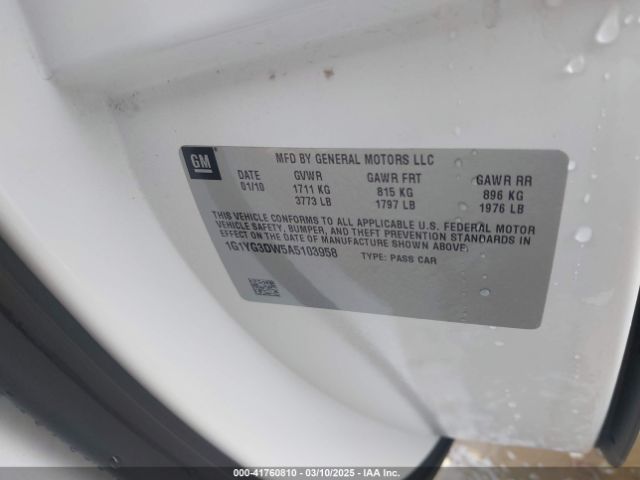 GM
MFD BY GENERAL MOTORS LLC
DATE GVWR GAWR FRT GAWR RR
01/10 1711 KG 815 KG 896 KG
3773 LB 1797 LB 1976 LB
THIS VEHICLE CONFORMS TO ALL APPLICABLE U.S. FEDERAL MOTOR
VEHICLE SAFETY, BUMPER, AND THEFT PREVENTION STANDARDS IN
EFFECT ON THE DATE OF MANUFACTURE SHOWN ABOVE.
1G1YG3DW5A5103958 TYPE: PASS CAR
000-41760810 - 03/10/2025 - IAA Inc.